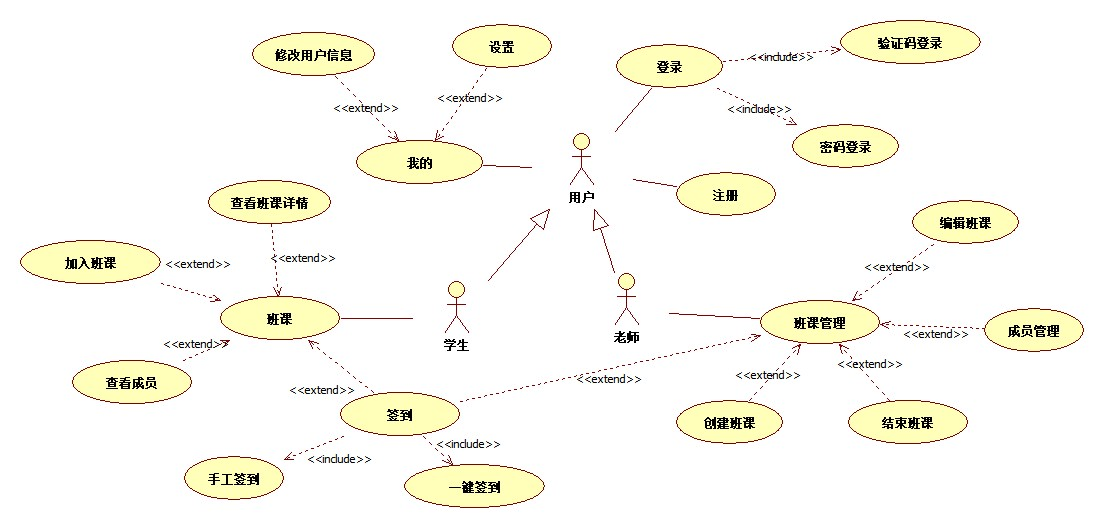 设置
修改用户信息
验证码登录
登录
<<include>>
<<extend>>
<<extend>>
<<include>>
密码登录
我的
用户
注册
查看班课详情
编辑班课
加入班课
<<extend>>
<<extend>>
<<extend>>
班课
学生
老师
班课管理
成员管理
<<extend>>
<<extend>>
查看成员
<<extend>>
<<extend>>
<<extend>>
<<extend>>
签到
创建班课
结束班课
<<include>>
<<include>>
手工签到
一键签到